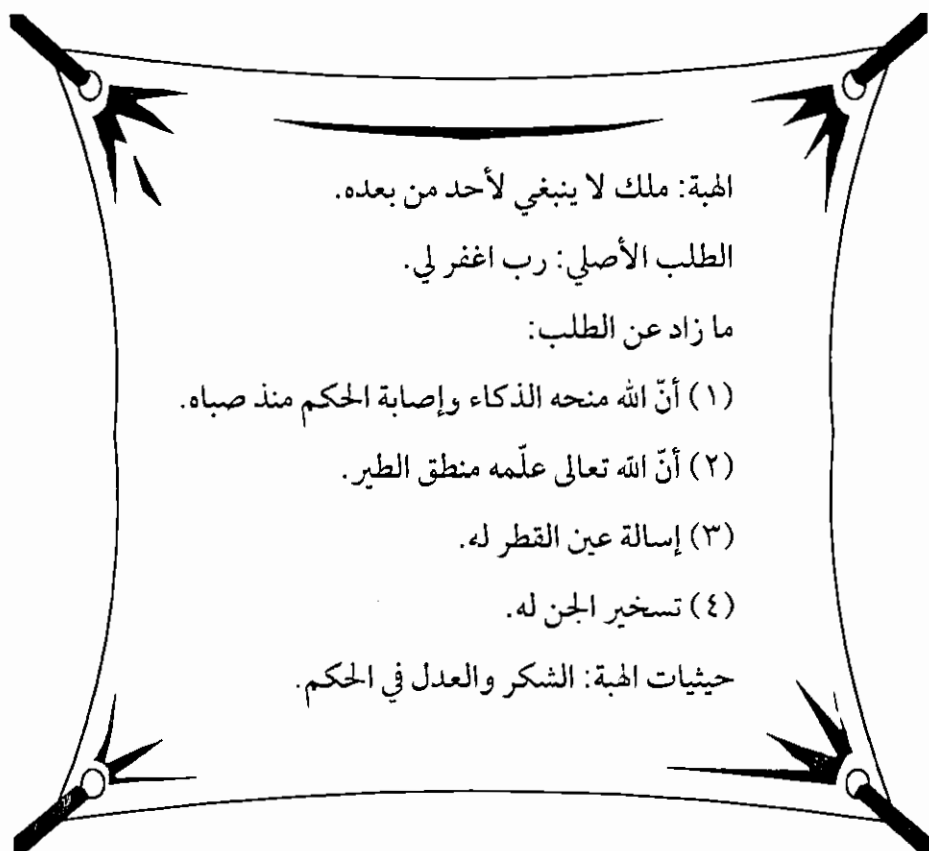 الهبة: ملك لا ينبغي لأحد من بعده.
الطلب الأصلي: رب اغفر لي.
ما زاد عن الطلب:
(١) أنّ الله منحه الذكاء وإصابة الحكم منذ صباه.
(٢) أنّ الله تعالى علّمه منطق الطير.
(٣) إسالة عين القطر له.
(٤) تسخير الجن له.
حيثيات الهبة: الشكر والعدل في الحكم.